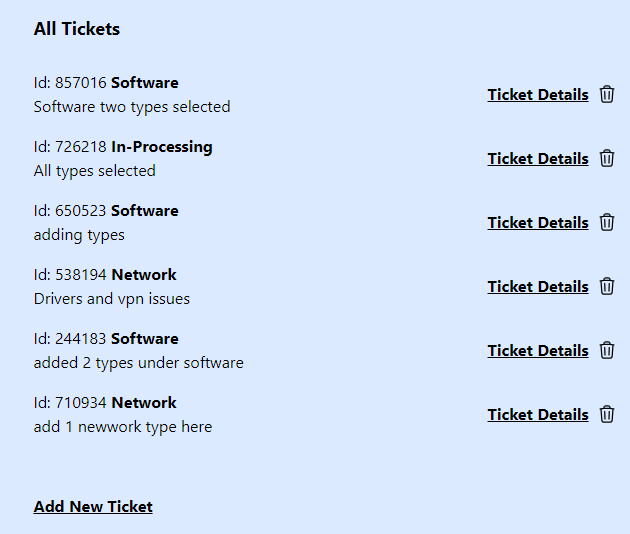 All Tickets
Id: 857016 Software
Software two types selected
Ticket Details
Id: 726218 In-Processing
All types selected
Ticket Details
Id: 650523 Software
adding types
Ticket Details
Id: 538194 Network
Drivers and vpn issues
Ticket Details
Id: 244183 Software
added 2 types under software
Ticket Details
Id: 710934 Network
add 1 newwork type here
Ticket Details
Add New Ticket